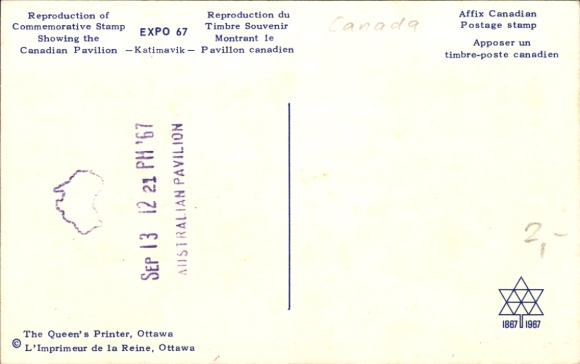 Reproduction of
Commemorative Stamp
Showing the
Canadian Pavilion
EXPO 67
—Katimavik—
Reproduction du
Timbre Souvenir
Montrant le
Pavillon canadien
Canada
Affix Canadian
Postage stamp
Apposer un
timbre-poste canadien
SEP 13 12 21 PM '67
AUSTRALIAN PAVILION
2,-
1867 1967
The Queen's Printer, Ottawa
© L'Imprimeur de la Reine, Ottawa